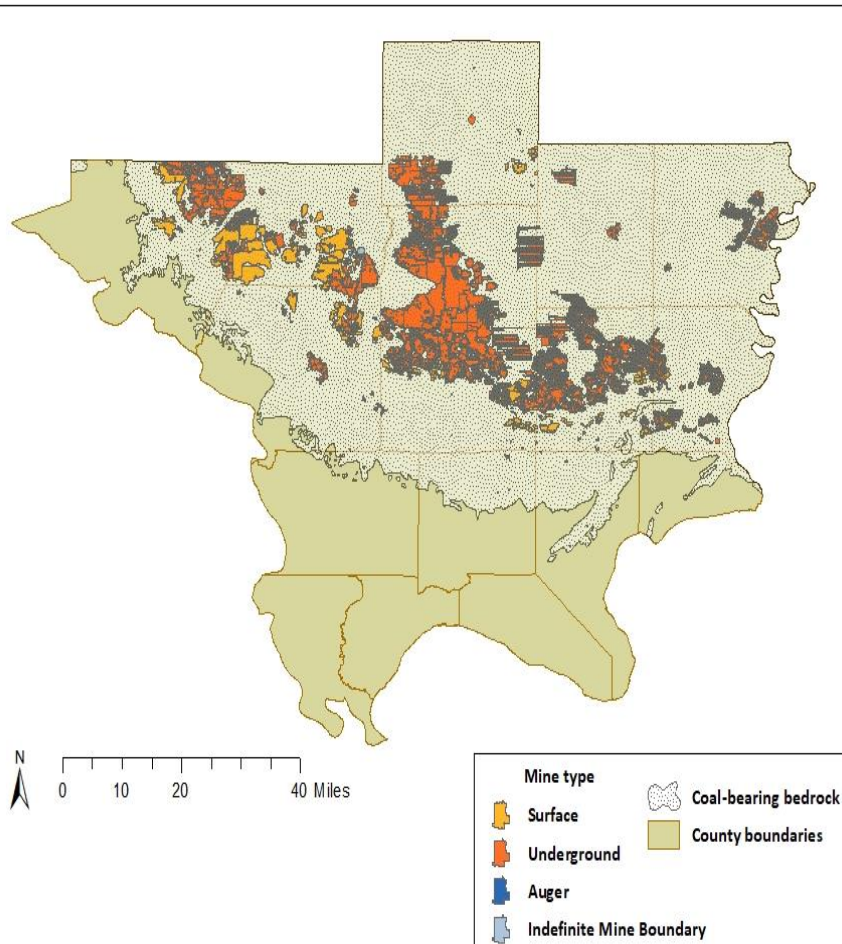 N
0 10 20 40 Miles
Mine type
Surface
Underground
Auger
Indefinite Mine Boundary
Coal-bearing bedrock
County boundaries